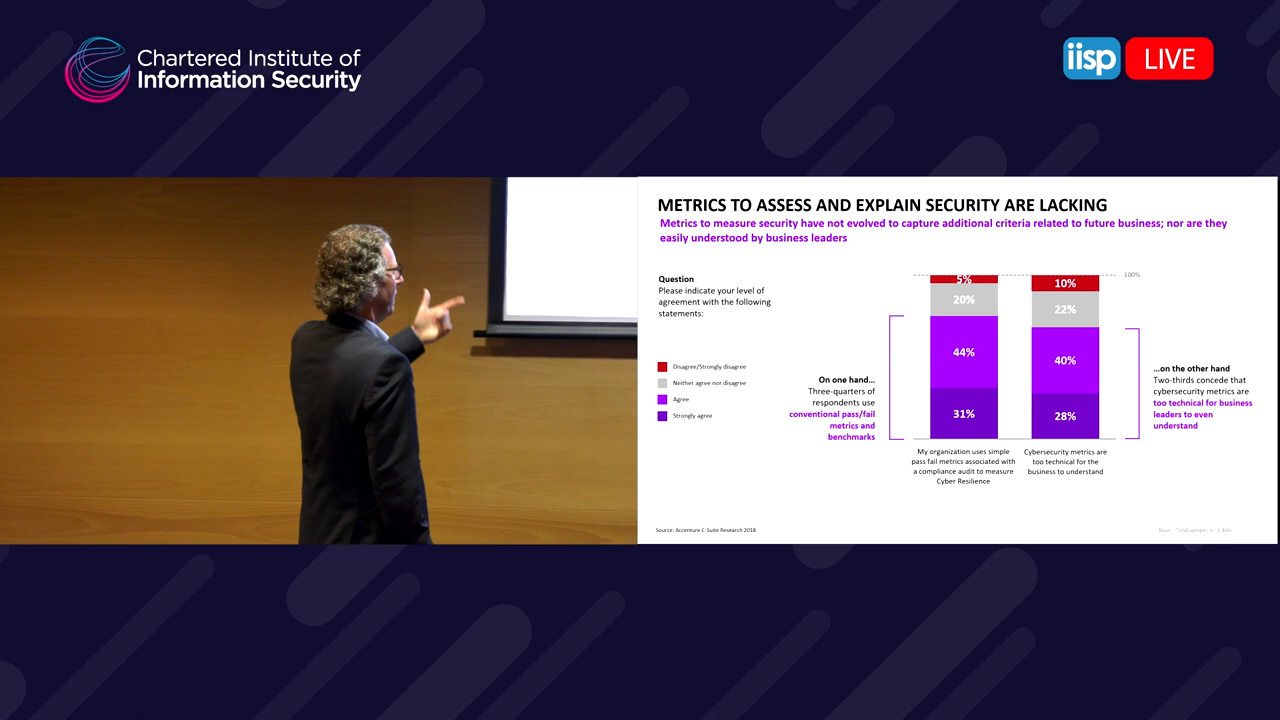 Chartered Institute of
Information Security
iisp
LIVE
METRICS TO ASSESS AND EXPLAIN SECURITY ARE LACKING
Metrics to measure security have not evolved to capture additional criteria related to future business; nor are they
easily understood by business leaders
Question
Please indicate your level of
agreement with the following
statements:
Disagree/Strongly disagree
Neither agree nor disagree
Agree
Strongly agree
On one hand...
Three-quarters of
respondents use
conventional pass/fail
metrics and
benchmarks
100%
5%
20%
44%
31%
10%
22%
40%
28%
My organization uses simple
pass fail metrics associated with
a compliance audit to measure
Cyber Resilience
Cybersecurity metrics are
too technical for the
business to understand
...on the other hand
Two-thirds concede that
cybersecurity metrics are
too technical for business
leaders to even
understand
Source: Accenture C-Suite Research 2018
Base – Total sample; n=1,460